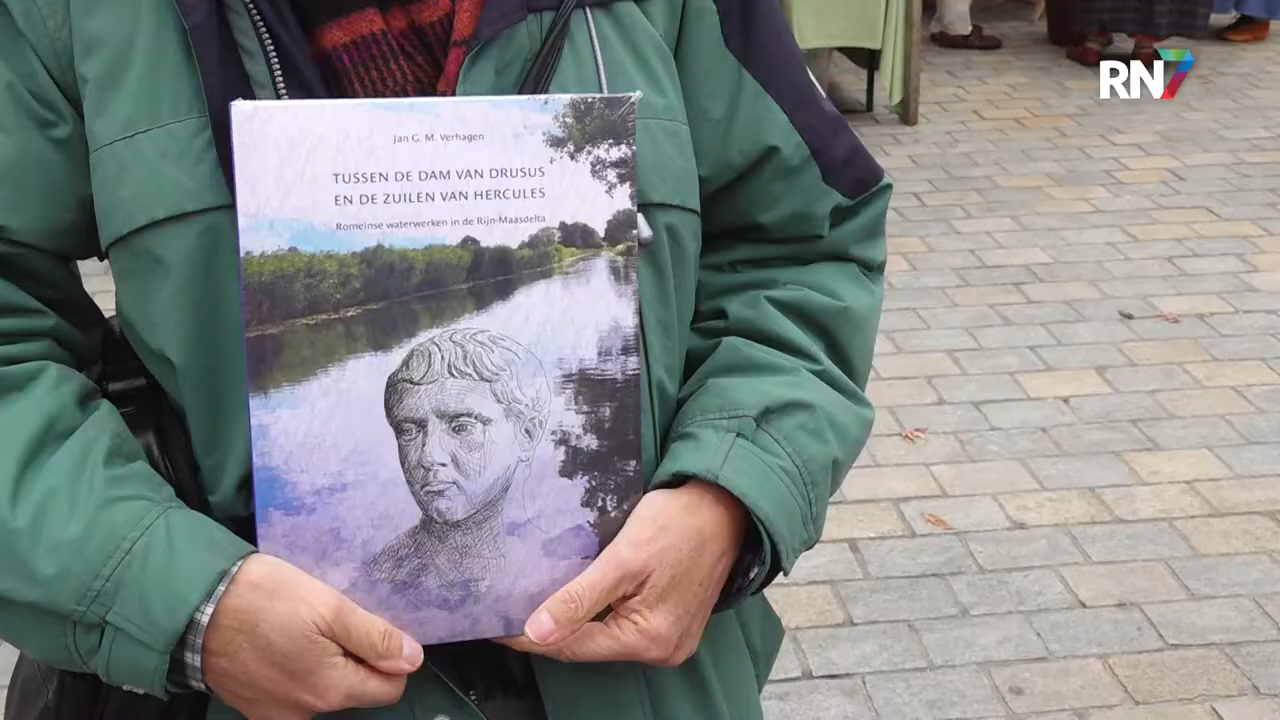 RN7
Jan G. M. Verhagen
TUSSEN DE DAM VAN DRUSUS
EN DE ZUILEN VAN HERCULES
Romeinse waterwerken in de Rijn-Maasdelta